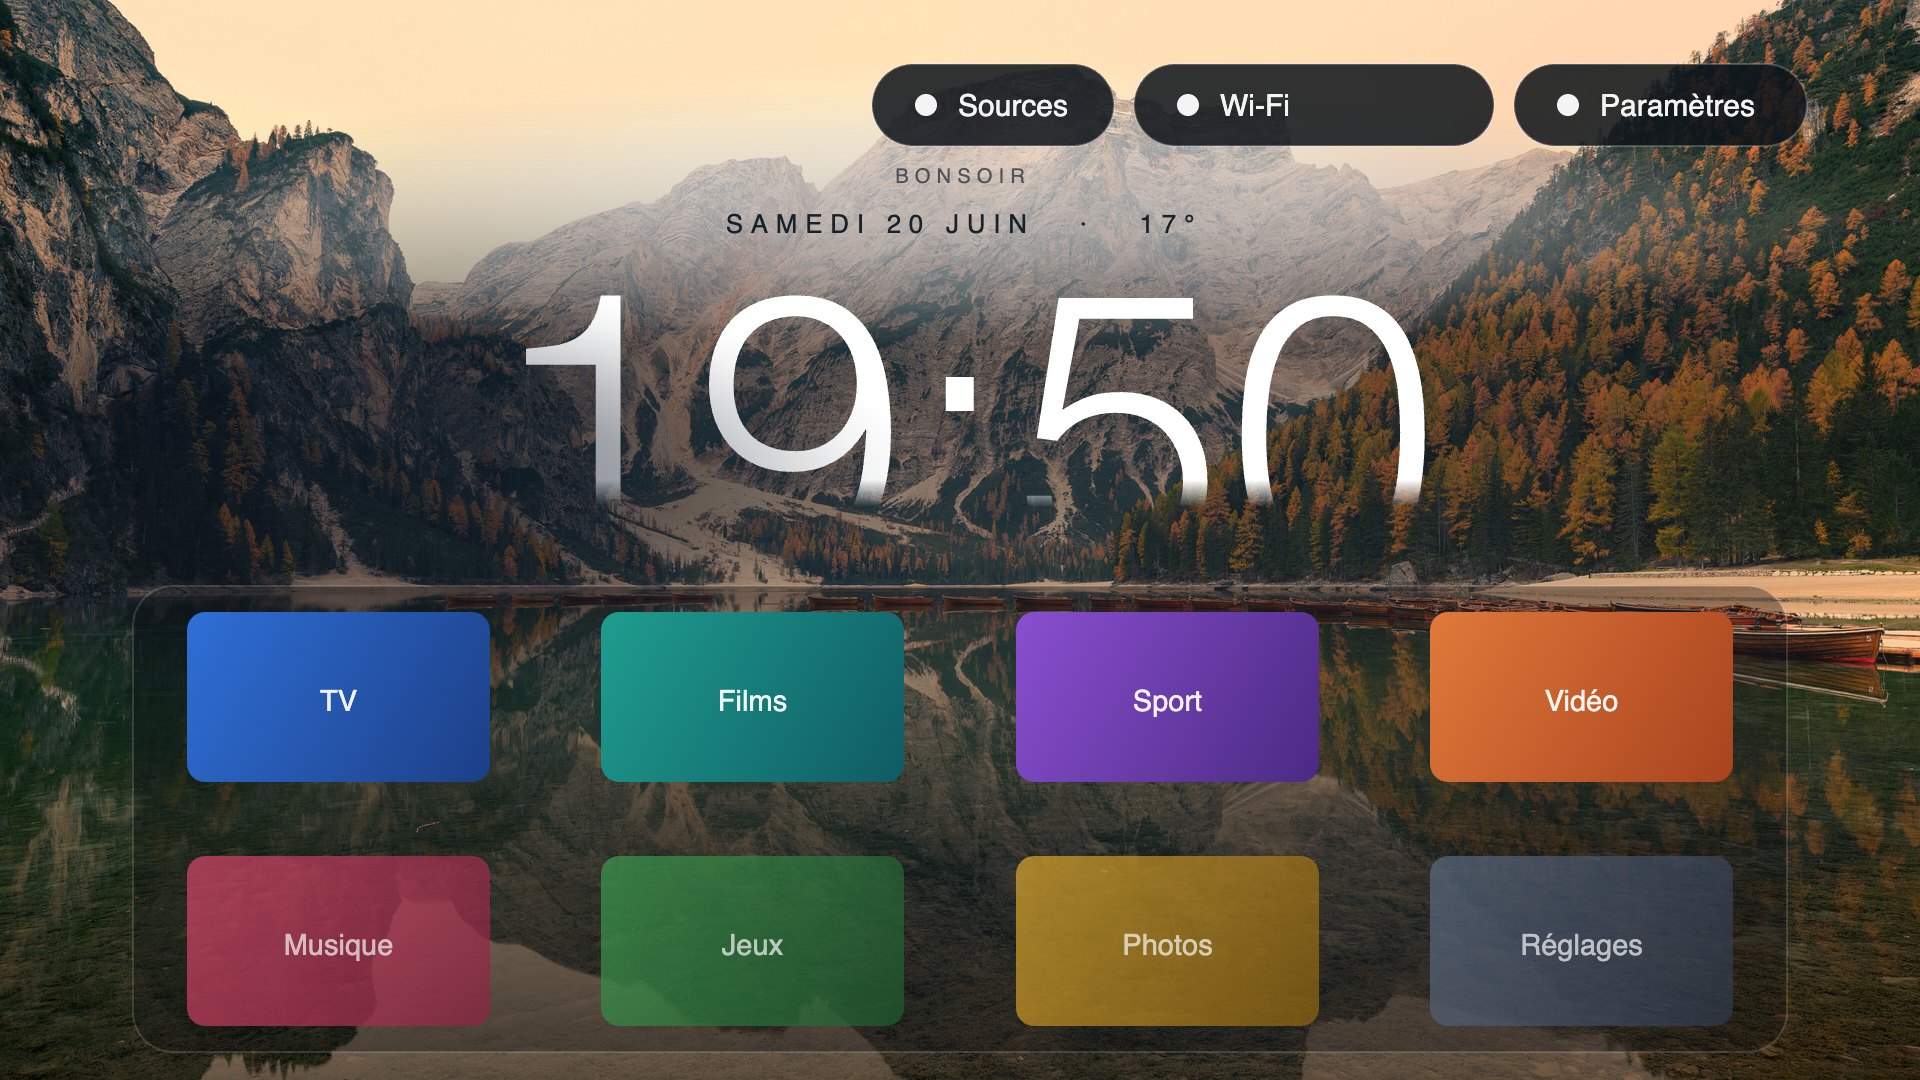 Sources
Wi-Fi
Paramètres
BONSOIR
SAMEDI 20 JUIN · 17°
19:50
TV
Films
Sport
Vidéo
Musique
Jeux
Photos
Réglages